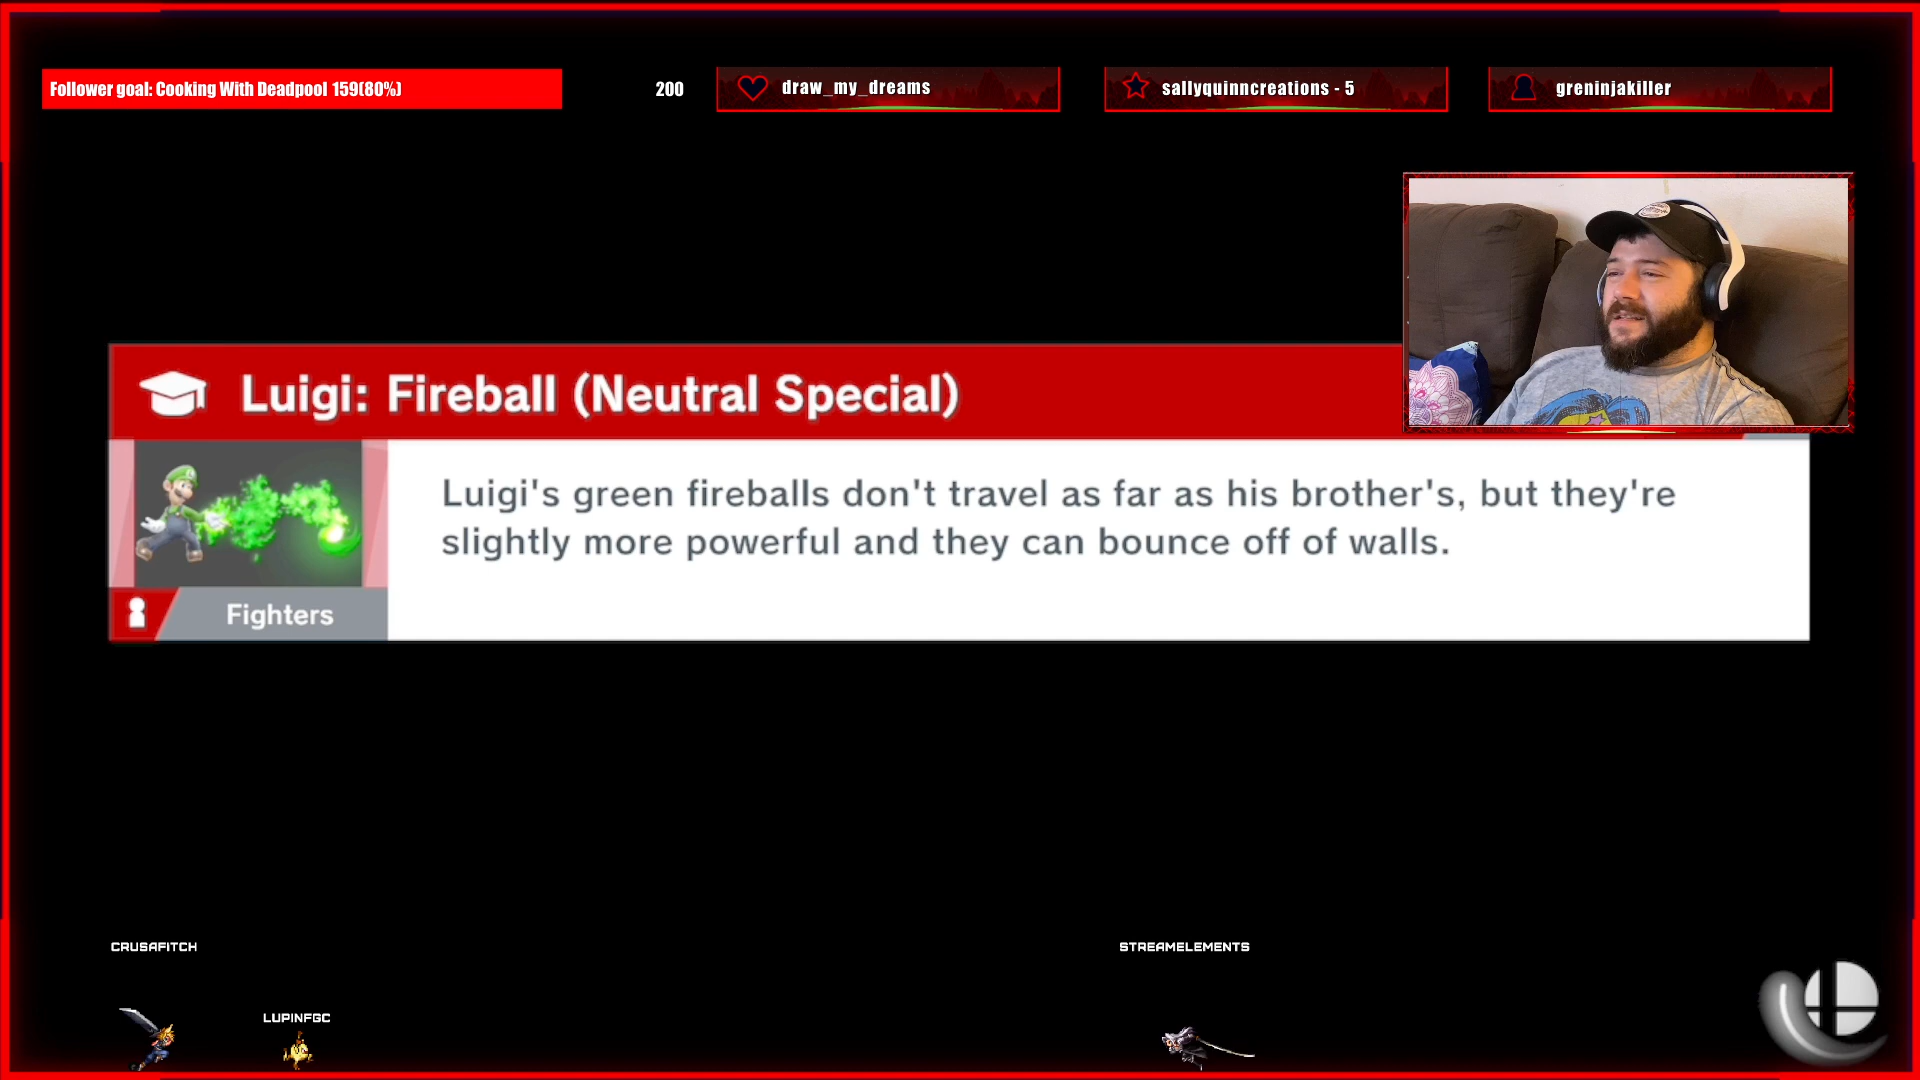 Follower goal: Cooking With Deadpool 159(80%)
200
draw_my_dreams
sallyquinncreations - 5
greninjakiller
Luigi: Fireball (Neutral Special)
Luigi's green fireballs don't travel as far as his brother's, but they're
slightly more powerful and they can bounce off of walls.
Fighters
CRUSAFITCH
STREAMELEMENTS
LUPINFGC